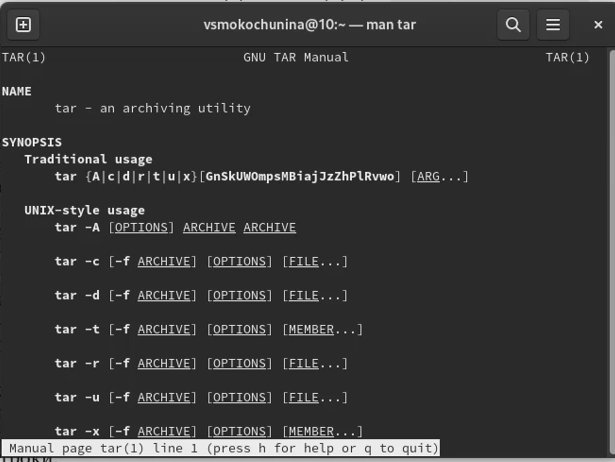 vsmokochunina@10:~ — man tar
TAR(1) GNU TAR Manual TAR(1)
NAME
tar - an archiving utility
SYNOPSIS
Traditional usage
tar {A|c|d|r|t|u|x}[GnSkUWOmpsMBiajJzZhPlRvwo] [ARG...]
UNIX-style usage
tar -A [OPTIONS] ARCHIVE ARCHIVE
tar -c [-f ARCHIVE] [OPTIONS] [FILE...]
tar -d [-f ARCHIVE] [OPTIONS] [FILE...]
tar -t [-f ARCHIVE] [OPTIONS] [MEMBER...]
tar -r [-f ARCHIVE] [OPTIONS] [FILE...]
tar -u [-f ARCHIVE] [OPTIONS] [FILE...]
tar -x [-f ARCHIVE] [OPTIONS] [MEMBER...]
Manual page tar(1) line 1 (press h for help or q to quit)